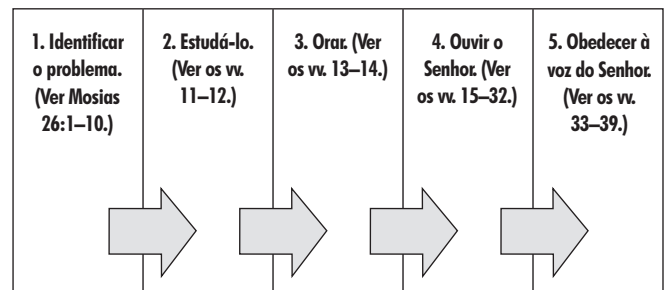 1. Identificar
o problema.
(Ver Mosias
26:1–10.)
2. Estudá-lo.
(Ver os vv.
11–12.)
3. Orar. (Ver
os vv. 13–14.)
4. Ouvir o
Senhor. (Ver
os vv. 15–32.)
5. Obedecer à
voz do Senhor.
(Ver os vv.
33–39.)